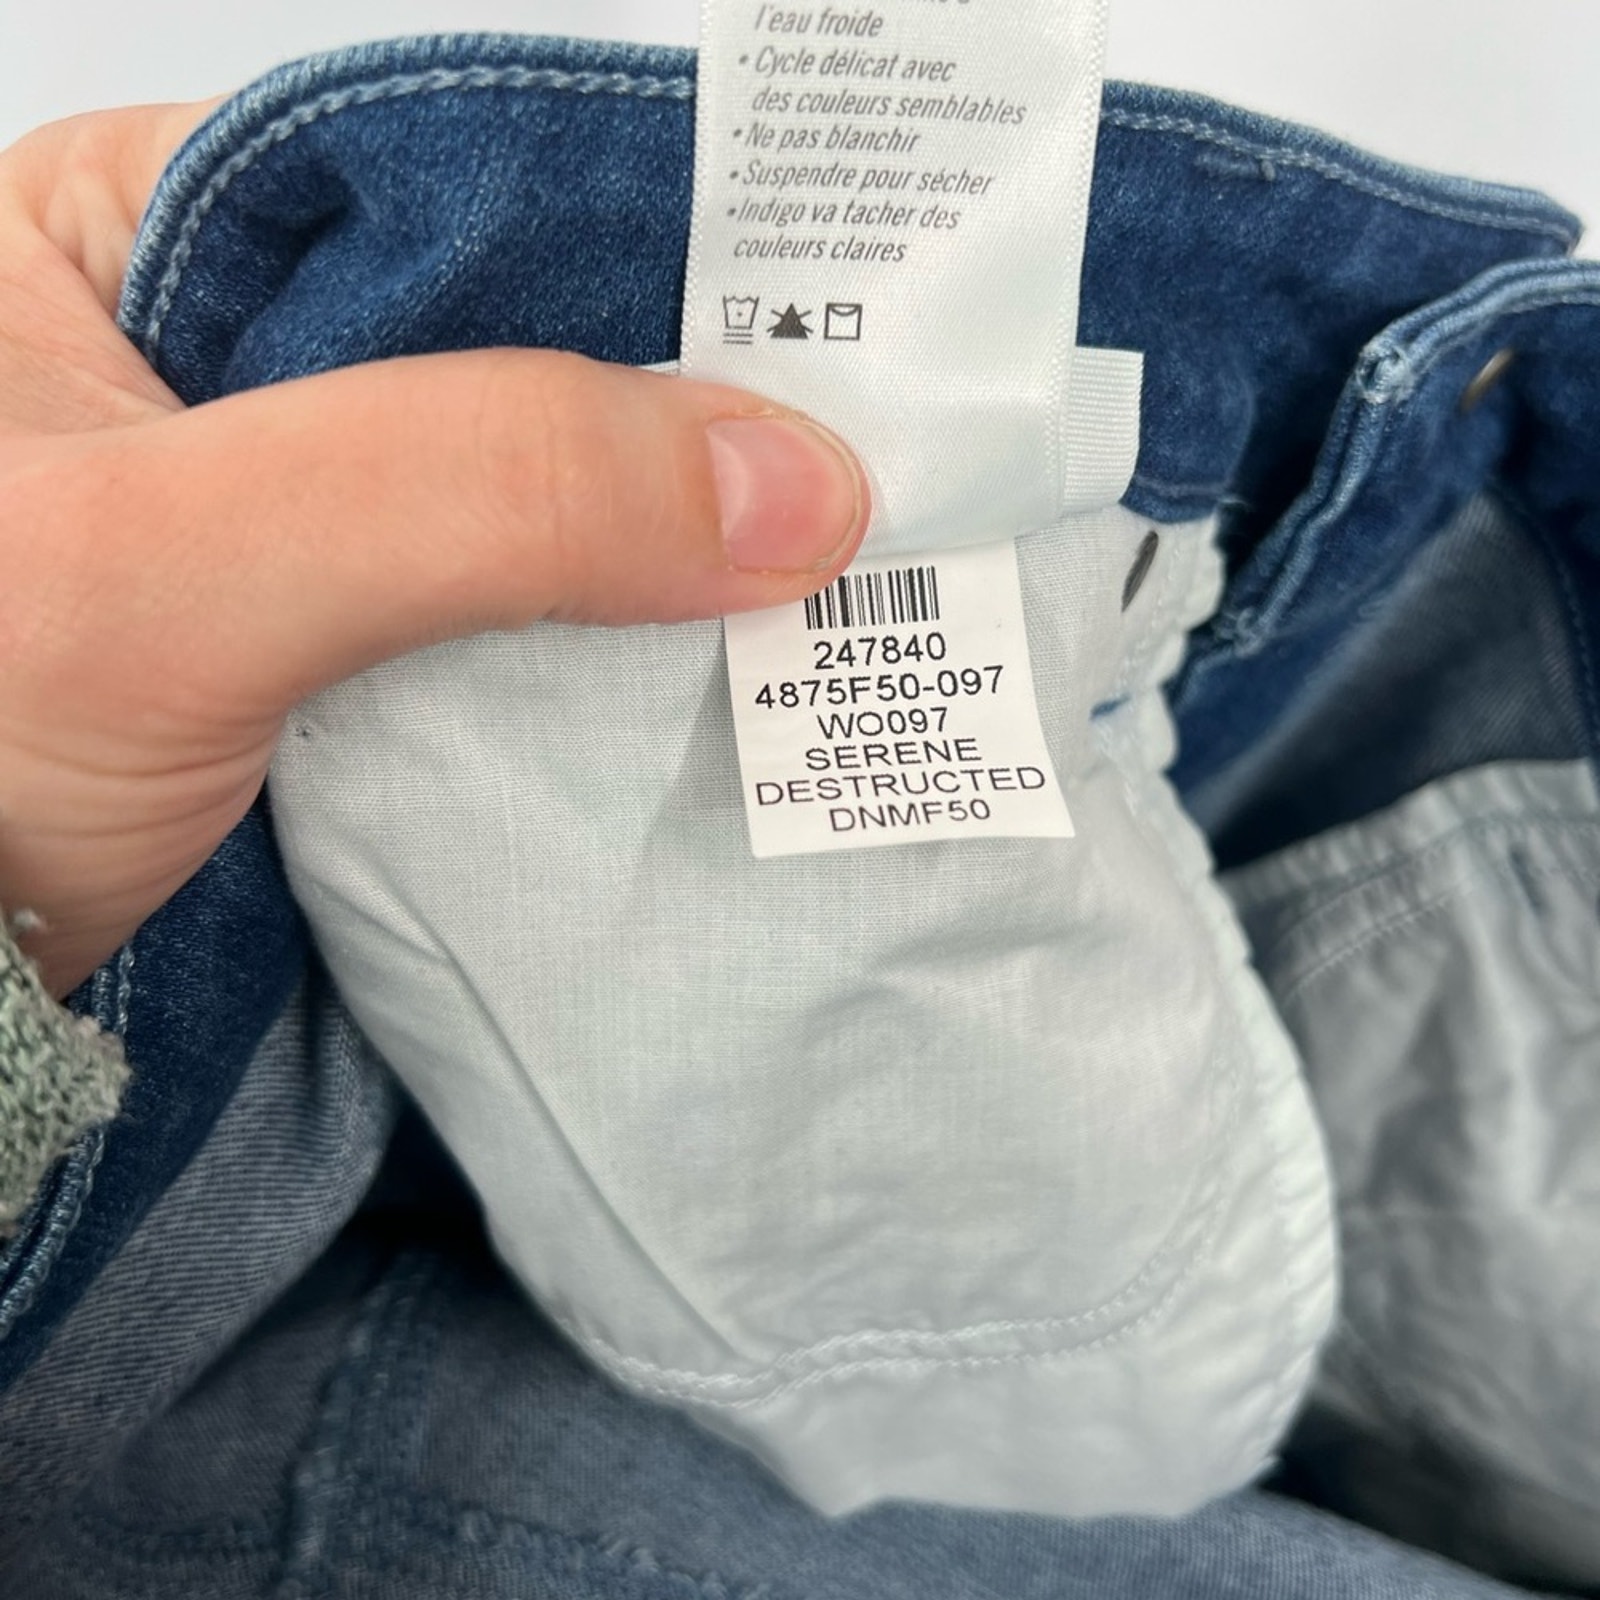 l'eau froide
• Cycle délicat avec
des couleurs semblables
• Ne pas blanchir
• Suspendre pour sécher
• Indigo va tacher des
couleurs claires
247840
4875F50-097
WO097
SERENE
DESTRUCTED
DNMF50